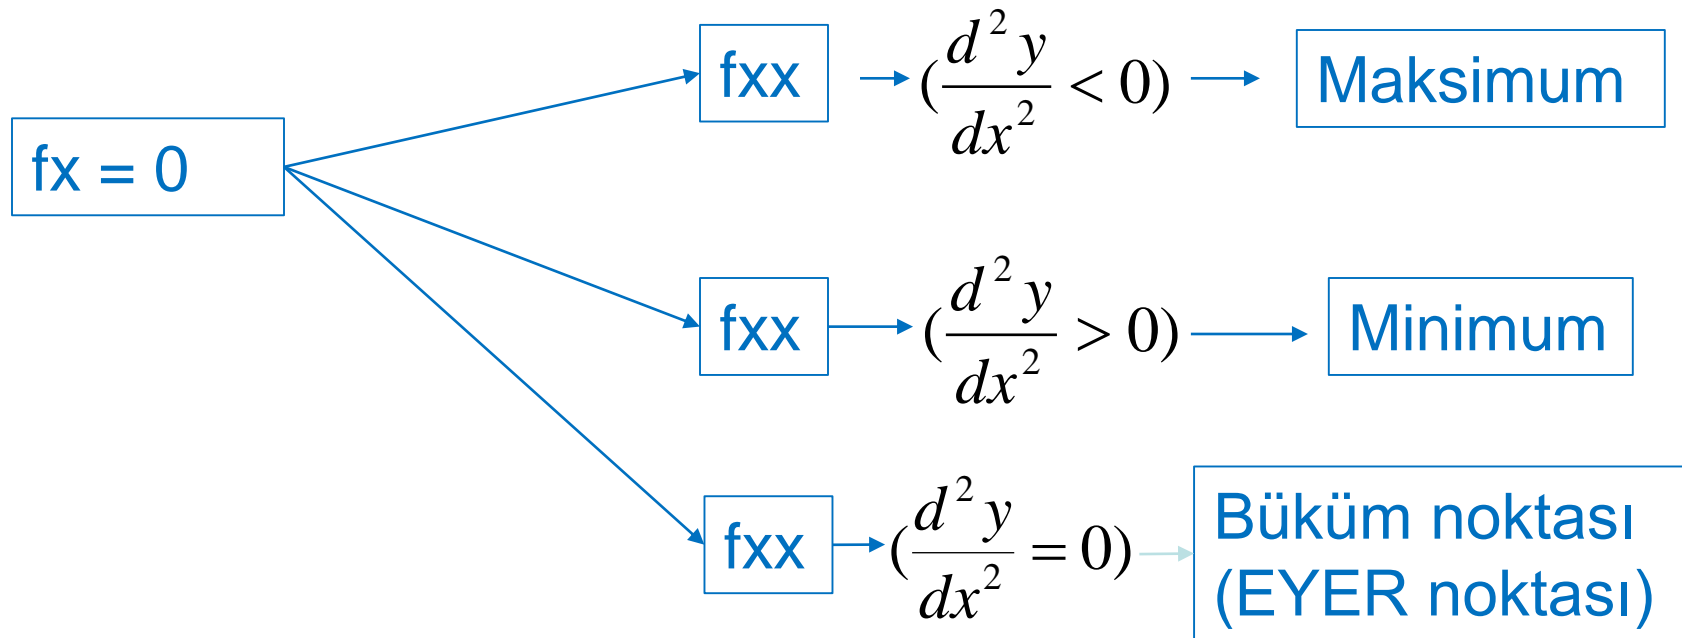 fx = 0
fxx (d²y/dx² < 0) Maksimum
fxx (d²y/dx² > 0) Minimum
fxx (d²y/dx² = 0) Büküm noktası
(EYER noktası)